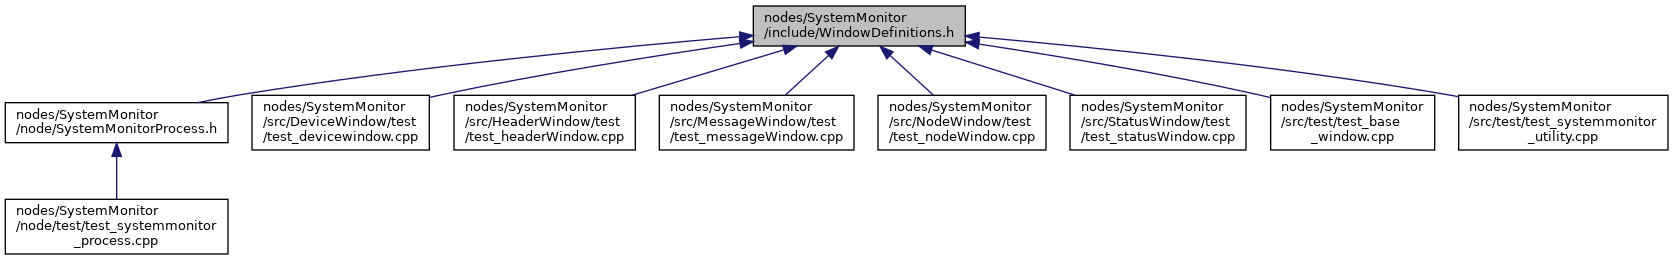 nodes/SystemMonitor
/include/WindowDefinitions.h
nodes/SystemMonitor
/node/SystemMonitorProcess.h
nodes/SystemMonitor
/src/DeviceWindow/test
/test_devicewindow.cpp
nodes/SystemMonitor
/src/HeaderWindow/test
/test_headerWindow.cpp
nodes/SystemMonitor
/src/MessageWindow/test
/test_messageWindow.cpp
nodes/SystemMonitor
/src/NodeWindow/test
/test_nodeWindow.cpp
nodes/SystemMonitor
/src/StatusWindow/test
/test_statusWindow.cpp
nodes/SystemMonitor
/src/test/test_base
_window.cpp
nodes/SystemMonitor
/src/test/test_systemmonitor
_utility.cpp
nodes/SystemMonitor
/node/test/test_systemmonitor
_process.cpp